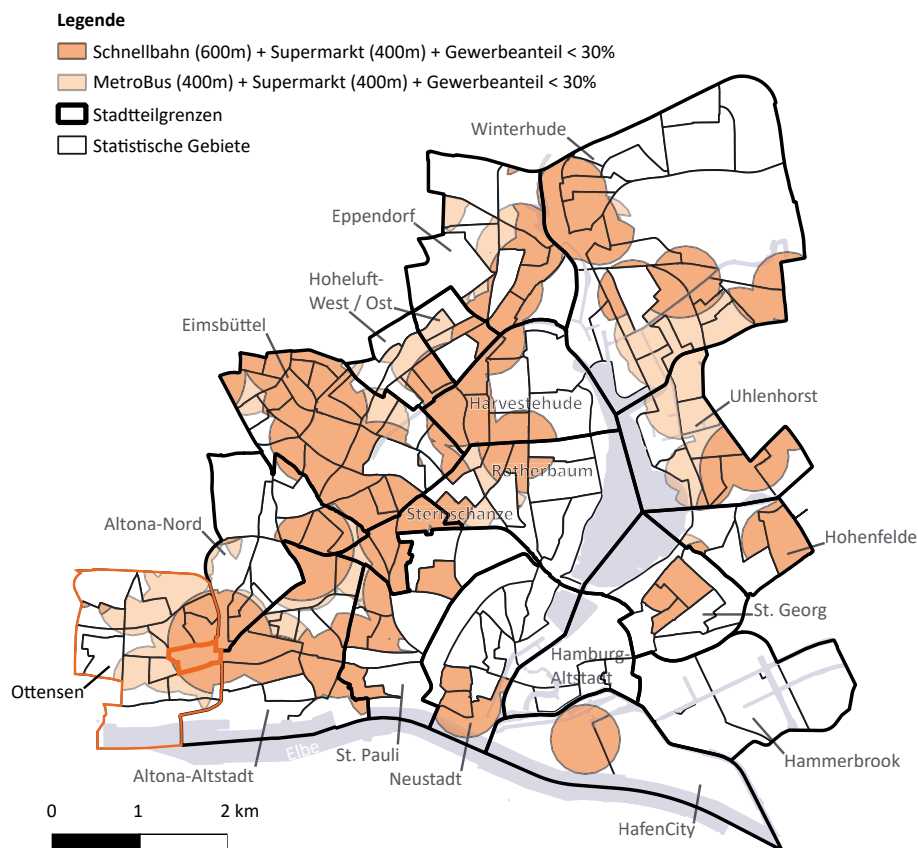 Legende
Schnellbahn (600m) + Supermarkt (400m) + Gewerbeanteil < 30%
MetroBus (400m) + Supermarkt (400m) + Gewerbeanteil < 30%
Stadtteilgrenzen
Statistische Gebiete
Winterhude
Eppendorf
Hoheluft-
West / Ost
Eimsbüttel
Harvestehude
Uhlenhorst
Rotherbaum
Sternschanze
Altona-Nord
Hohenfelde
St. Georg
Hamburg-
Altstadt
Ottensen
Elbe
St. Pauli
Altona-Altstadt
Neustadt
Hammerbrook
HafenCity
0 1 2 km